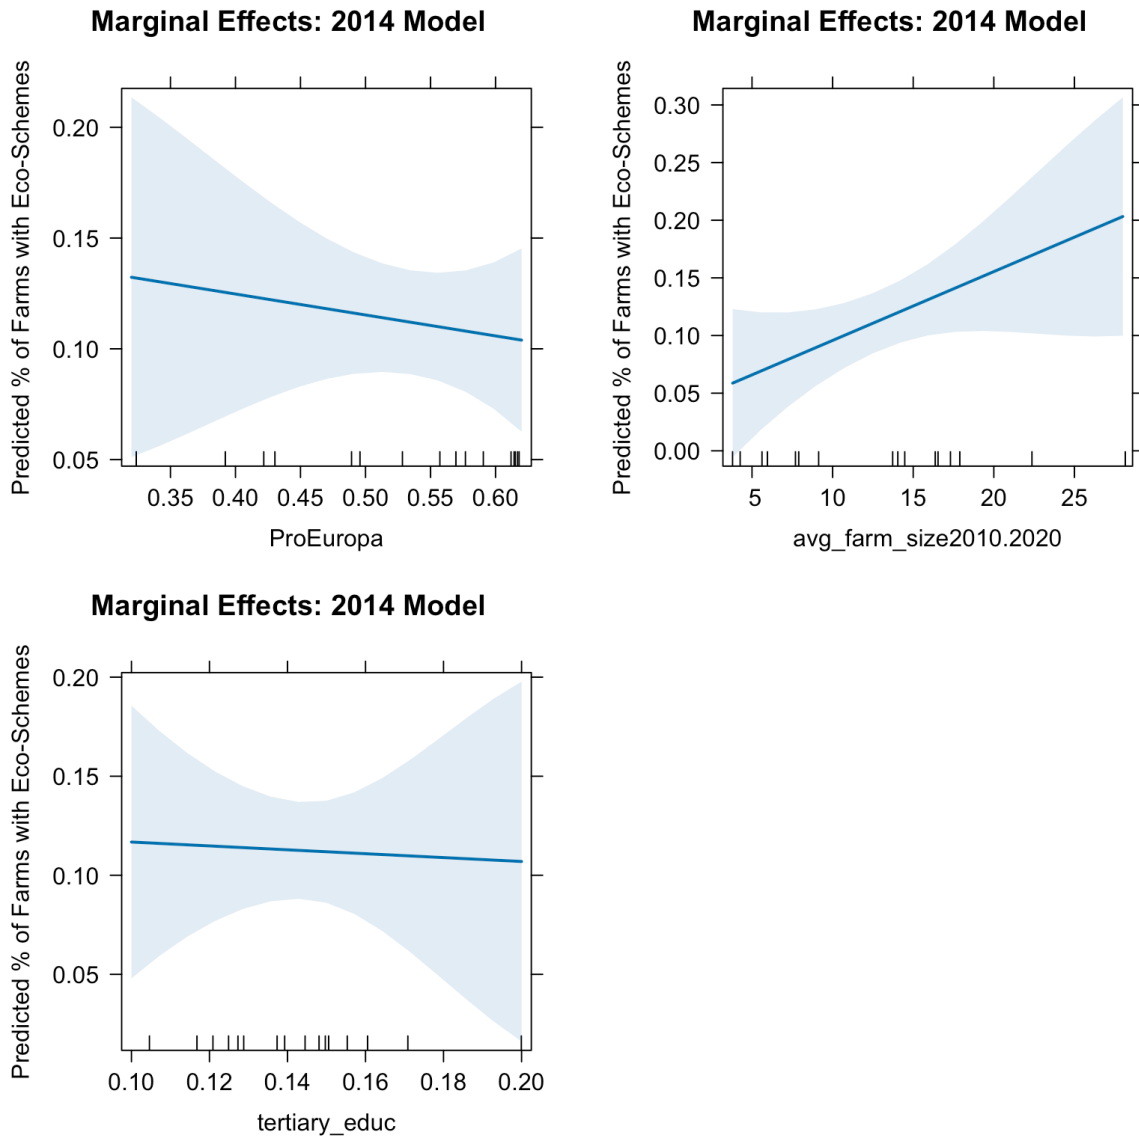 Marginal Effects: 2014 Model
Predicted % of Farms with Eco-Schemes
0.20
0.15
0.10
0.05
0.35 0.40 0.45 0.50 0.55 0.60
ProEuropa
Marginal Effects: 2014 Model
Predicted % of Farms with Eco-Schemes
0.30
0.25
0.20
0.15
0.10
0.05
0.00
5 10 15 20 25
avg_farm_size2010.2020
Marginal Effects: 2014 Model
Predicted % of Farms with Eco-Schemes
0.20
0.15
0.10
0.05
0.10 0.12 0.14 0.16 0.18 0.20
tertiary_educ